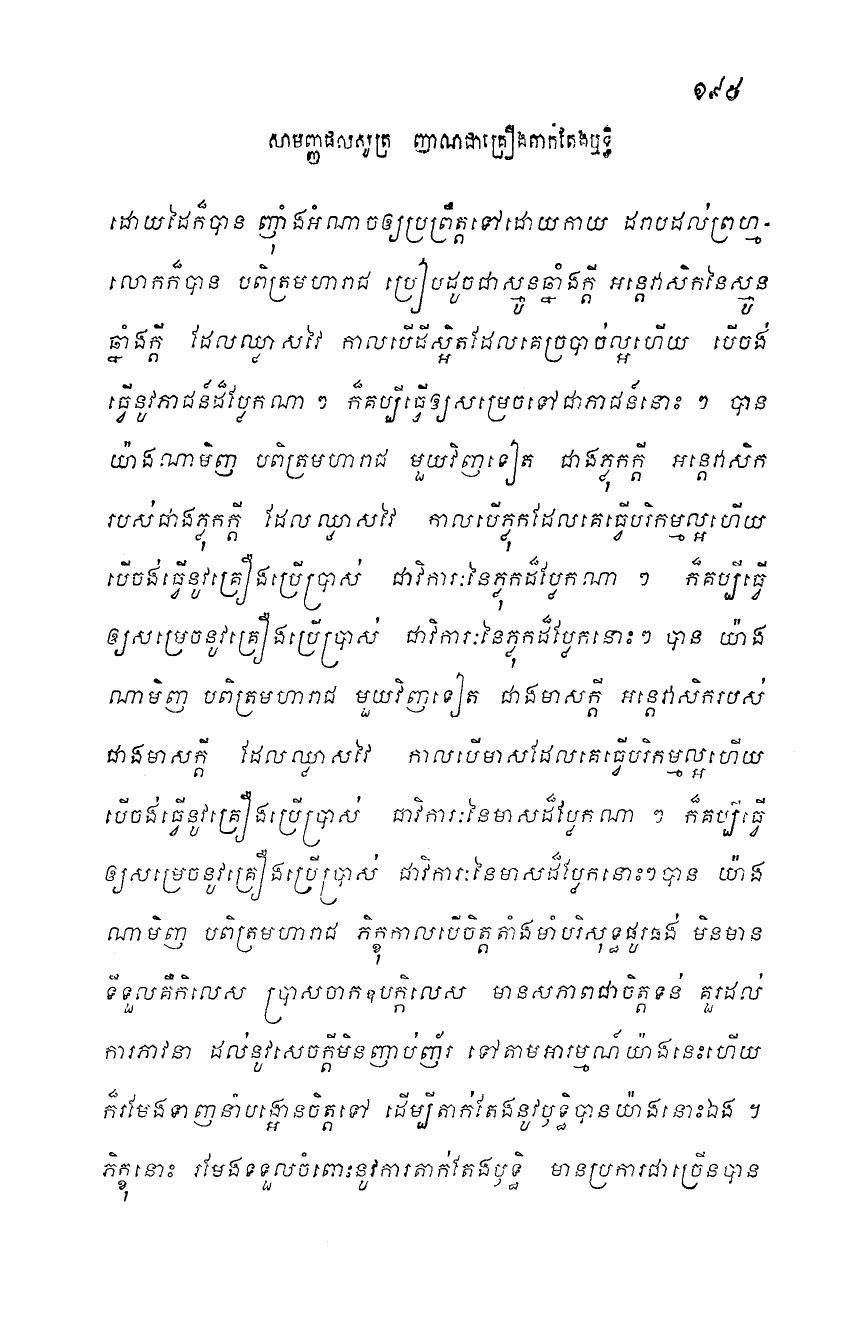 ១៩៥
សាមញ្ញផលសូត្រ ញាណជាគ្រឿងតាក់តែងឫទ្ធិ
ដោយដៃក៏បាន ញ៉ាំងអំណាចឲ្យប្រព្រឹត្តទៅដោយកាយ ដរាបដល់ព្រហ្ម-
លោកក៏បាន បពិត្រមហារាជ ប្រៀបដូចជាស្មូនឆ្នាំងក្តី អន្តេវាសិកនៃស្មូន
ឆ្នាំងក្តី ដែលឈ្លាសវៃ កាលបើដីស្អិតដែលគេច្របាច់ល្អហើយ បើចង់
ធ្វើនូវភាជន៍ដ៏ប្លែកណា ៗ ក៏គប្បីធ្វើឲ្យសម្រេចទៅជាភាជន៍នោះ ៗ បាន
យ៉ាងណាមិញ បពិត្រមហារាជ មួយវិញទៀត ជាងភ្លុកក្តី អន្តេវាសិក
របស់ជាងភ្លុកក្តី ដែលឈ្លាសវៃ កាលបើភ្លុកដែលគេធ្វើបរិកម្មល្អហើយ
បើចង់ធ្វើនូវគ្រឿងប្រើប្រាស់ ជាវិការៈនៃភ្លុកដ៏ប្លែកណា ៗ ក៏គប្បីធ្វើ
ឲ្យសម្រេចនូវគ្រឿងប្រើប្រាស់ ជាវិការៈនៃភ្លុកដ៏ប្លែកនោះៗ បាន យ៉ាង
ណាមិញ បពិត្រមហារាជ មួយវិញទៀត ជាងមាសក្តី អន្តេវាសិករបស់
ជាងមាសក្តី ដែលឈ្លាសវៃ កាលបើមាសដែលគេធ្វើបរិកម្មល្អហើយ
បើចង់ធ្វើនូវគ្រឿងប្រើប្រាស់ ជាវិការៈនៃមាសដ៏ប្លែកណា ៗ ក៏គប្បីធ្វើ
ឲ្យសម្រេចនូវគ្រឿងប្រើប្រាស់ ជាវិការៈនៃមាសដ៏ប្លែកនោះៗបាន យ៉ាង
ណាមិញ បពិត្រមហារាជ ភិក្ខុកាលបើចិត្តតាំងមាំបរិសុទ្ធផូរផង់ មិនមាន
ទីទួលគឺកិលេស ប្រាសចាកឧបក្តិលេស មានសភាពជាចិត្តទន់ គួរដល់
ការភាវនា ដល់នូវសេចក្តីមិនញាប់ញ័រ ទៅតាមអារម្មណ៍យ៉ាងនេះហើយ
ក៏រមែងទាញនាំបង្អោនចិត្តទៅ ដើម្បីតាក់តែងនូវឫទ្ធិបានយ៉ាងនោះឯង ។
ភិក្ខុនោះ រមែងទទួលចំពោះនូវការតាក់តែងឫទ្ធិ មានប្រការជាច្រើនបាន